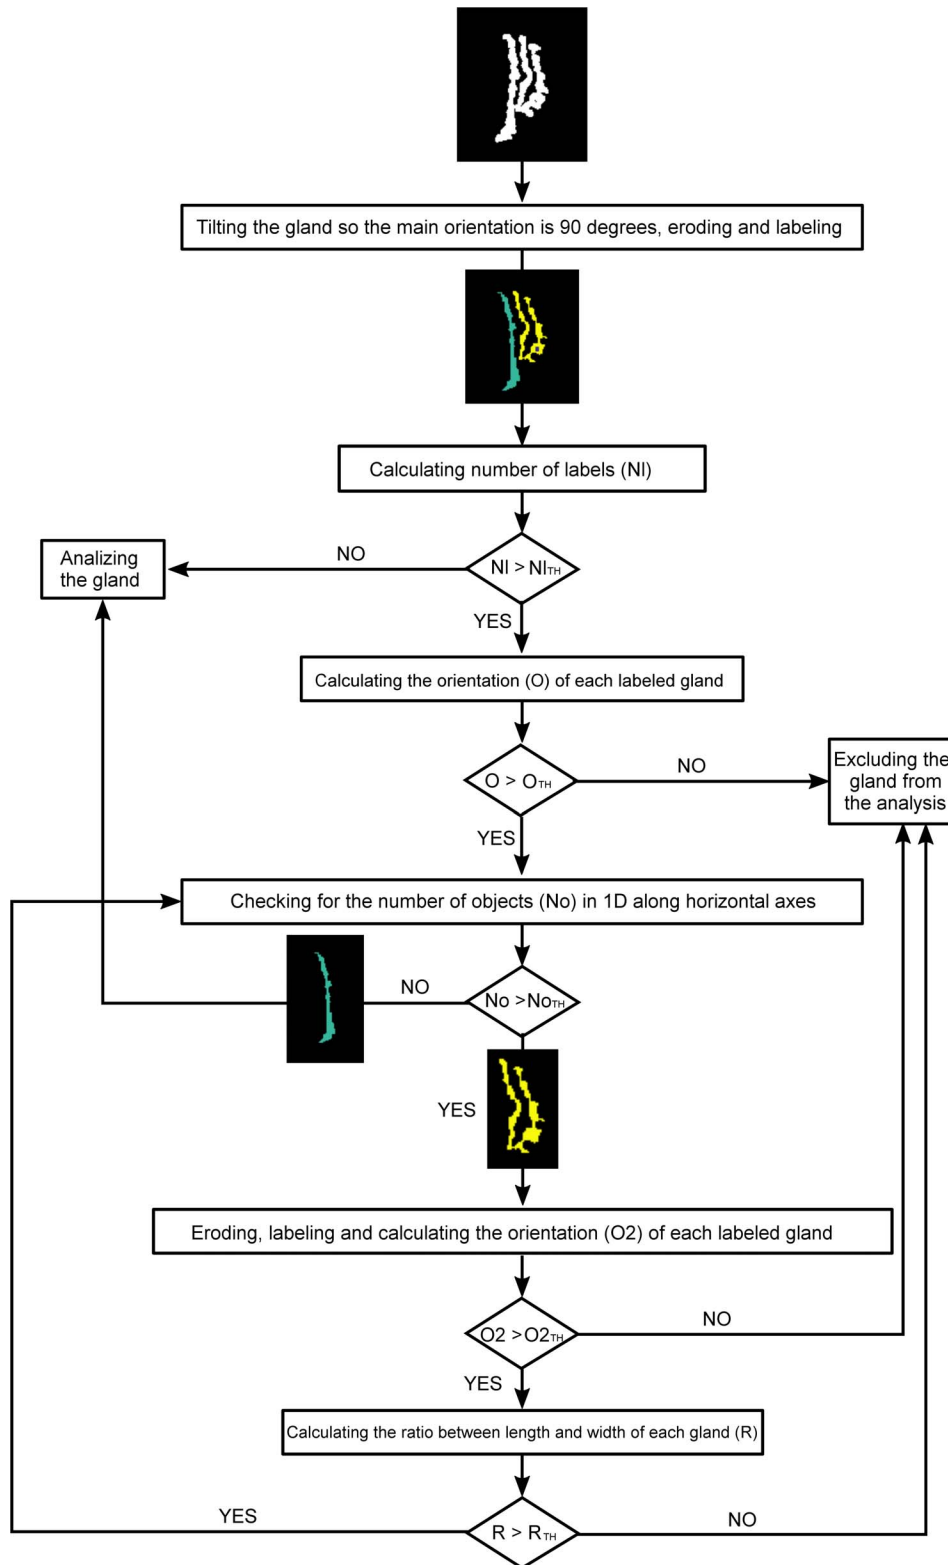 Tilting the gland so the main orientation is 90 degrees, eroding and labeling
Calculating number of labels (Nl)
Analizing
the gland
NO
Nl > NlTH
YES
Calculating the orientation (O) of each labeled gland
O > OTH
NO
Excluding the
gland from
the analysis
YES
Checking for the number of objects (No) in 1D along horizontal axes
NO
No >NoTH
YES
Eroding, labeling and calculating the orientation (O2) of each labeled gland
O2 >O2TH
NO
YES
Calculating the ratio between length and width of each gland (R)
YES
R > RTH
NO